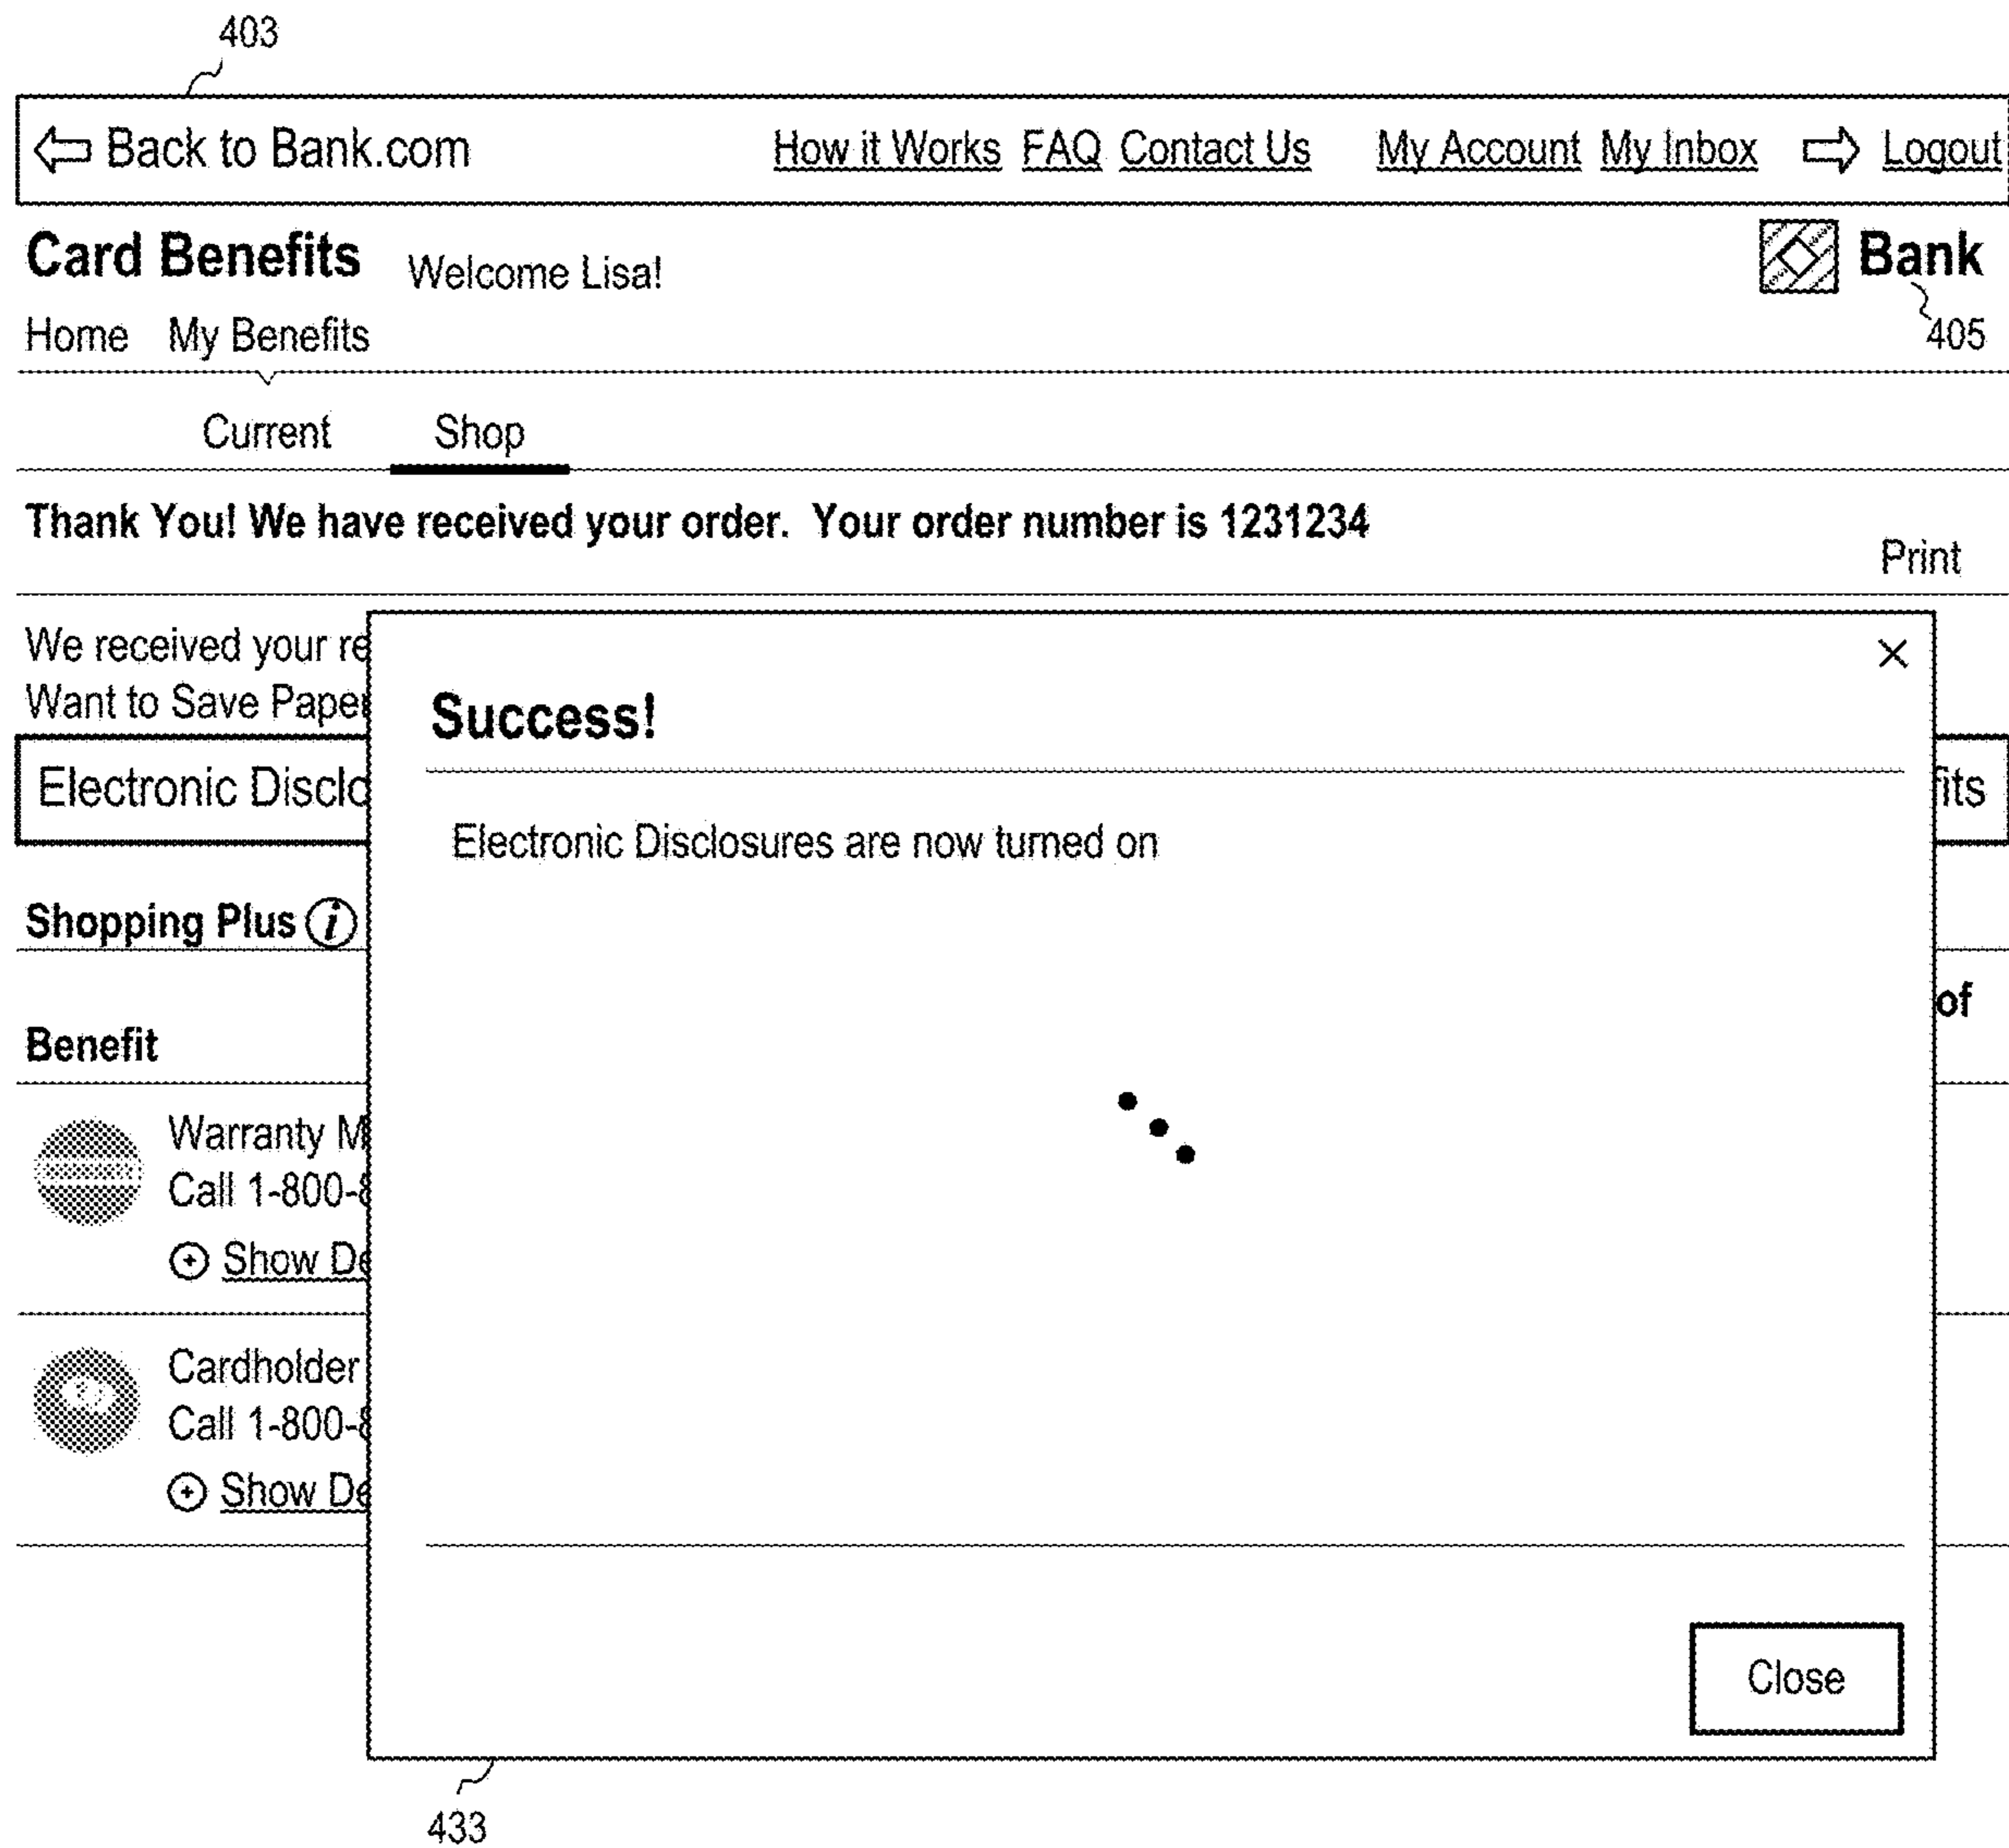 403
Back to Bank.com How it Works FAQ Contact Us My Account My Inbox Logout
Card Benefits Welcome Lisa! Bank
405
Home My Benefits
Current Shop
Thank You! We have received your order. Your order number is 1231234
Print
We received your re
Want to Save Paper
×
Success!
Electronic Disclo
fits
Electronic Disclosures are now turned on
Shopping Plus i
of
Benefit
Warranty M
Call 1-800-8
Show De
Cardholder
Call 1-800-8
Show De
Close
433